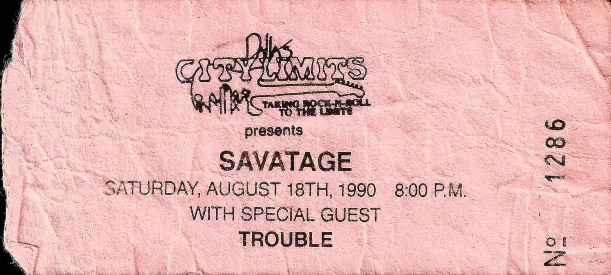 Dallas
CITY LIMITS
TAKING ROCK-N-ROLL
TO THE LIMITS
presents
SAVATAGE
SATURDAY, AUGUST 18TH, 1990 8:00 P.M.
WITH SPECIAL GUEST
TROUBLE
No 1286